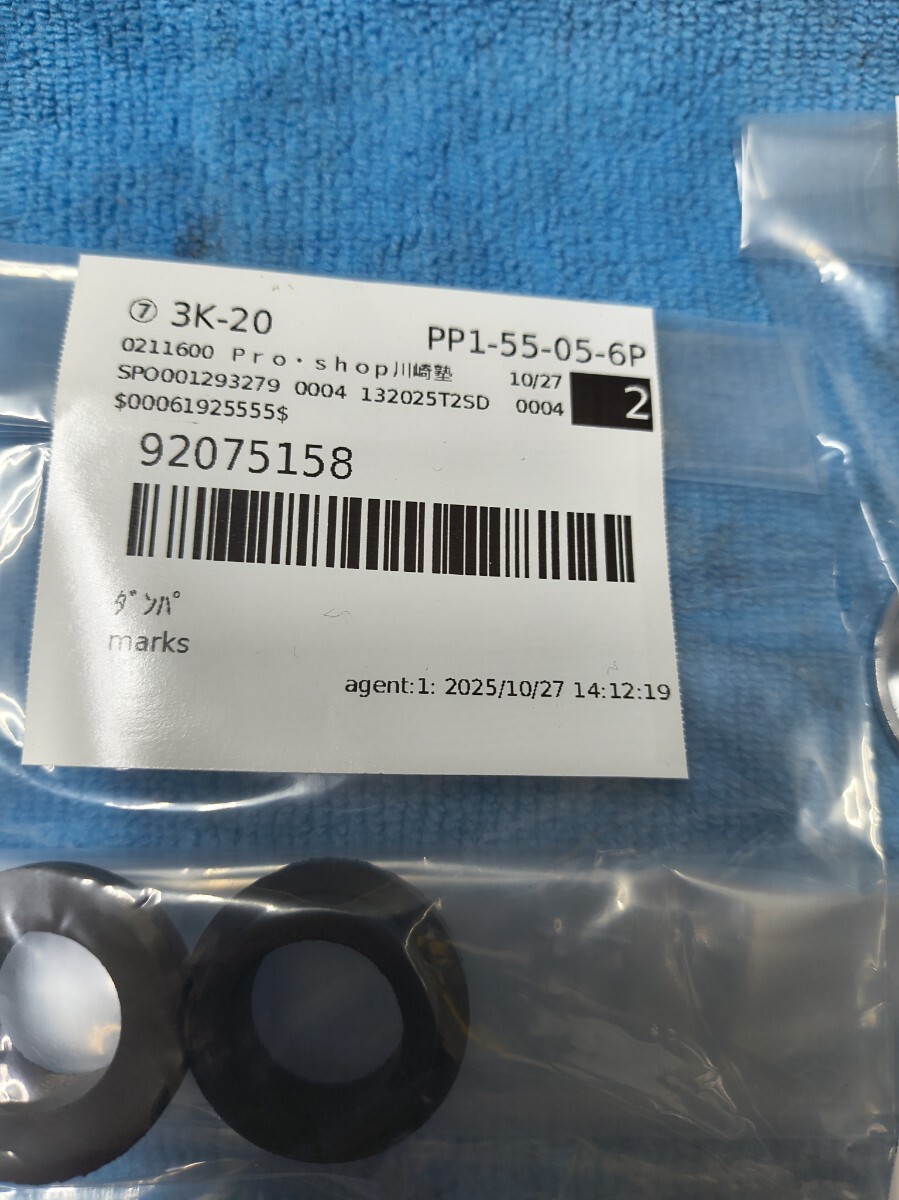 ⑦ 3K-20 PP1-55-05-6P
0211600 Pro・shop川崎塾 10/27 2
SPO001293279 0004 132025T2SD 0004
$00061925555$
92075158
ﾀﾞﾝﾊﾟ
marks
agent:1: 2025/10/27 14:12:19